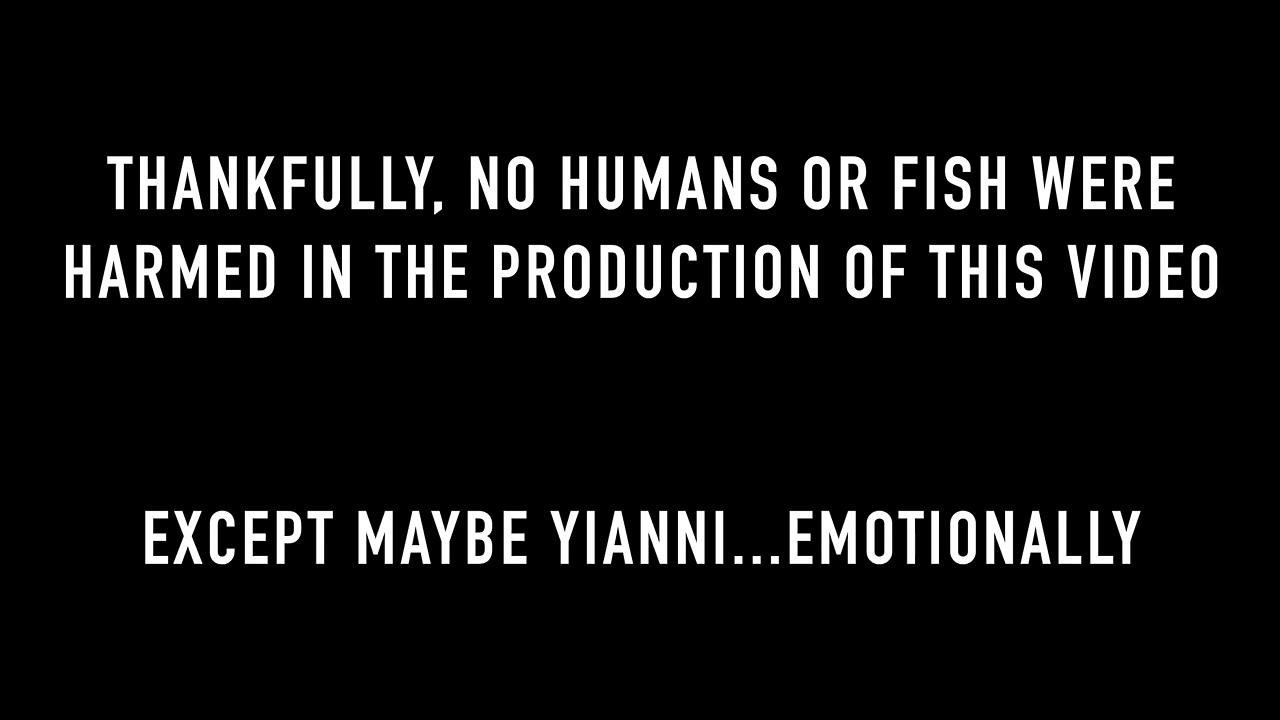 THANKFULLY, NO HUMANS OR FISH WERE
HARMED IN THE PRODUCTION OF THIS VIDEO
EXCEPT MAYBE YIANNI...EMOTIONALLY